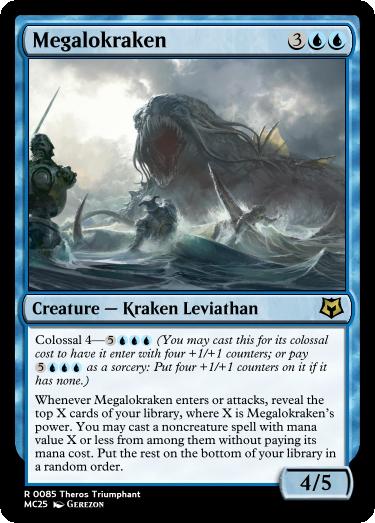 Megalokraken 3
Creature — Kraken Leviathan
Colossal 4—5 (You may cast this for its colossal
cost to have it enter with four +1/+1 counters; or pay
5 as a sorcery: Put four +1/+1 counters on it if it
has none.)
Whenever Megalokraken enters or attacks, reveal the
top X cards of your library, where X is Megalokraken's
power. You may cast a noncreature spell with mana
value X or less from among them without paying its
mana cost. Put the rest on the bottom of your library in
a random order.
4/5
R 0085 Theros Triumphant
MC25 Gerezon